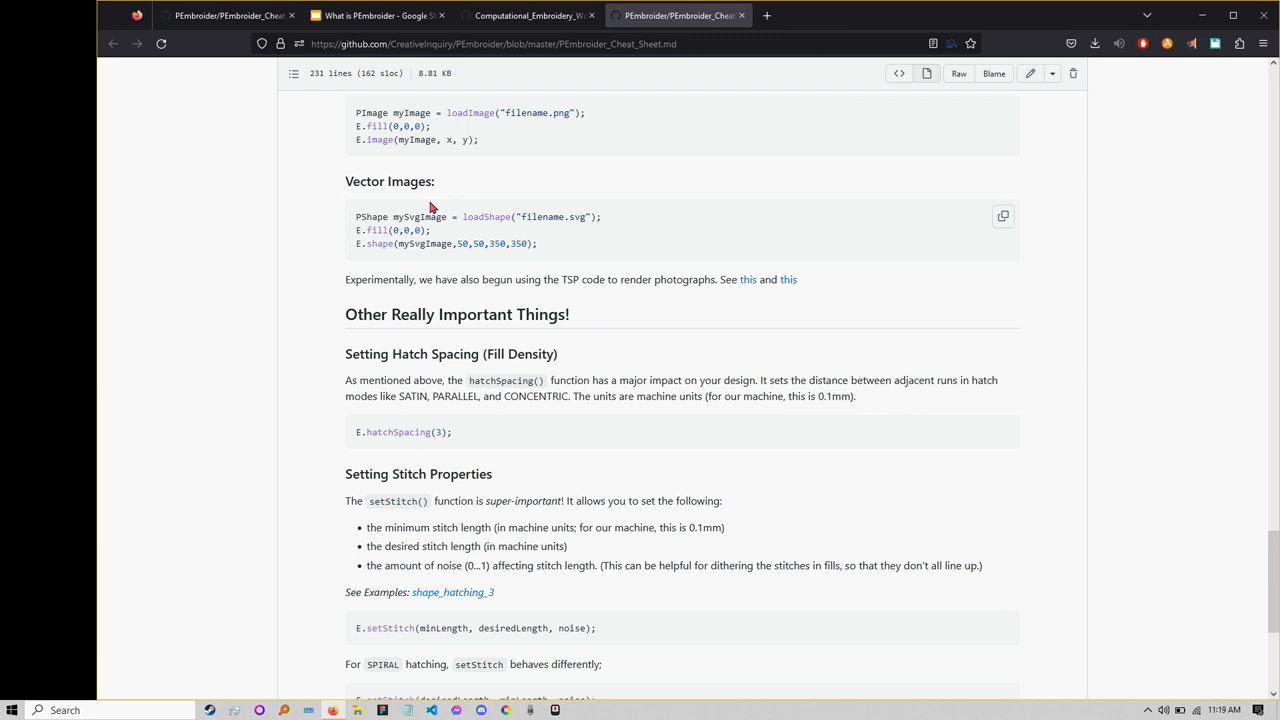 PEmbroider/PEmbroider_Cheat
What is PEmbroider - Google Sli
Computational_Embroidery_We
PEmbroider/PEmbroider_Cheat
https://github.com/CreativeInquiry/PEmbroider/blob/master/PEmbroider_Cheat_Sheet.md
231 lines (162 sloc) 8.81 KB
Raw Blame
PImage myImage = loadImage("filename.png");
E.fill(0,0,0);
E.image(myImage, x, y);
Vector Images:
PShape mySvgImage = loadShape("filename.svg");
E.fill(0,0,0);
E.shape(mySvgImage,50,50,350,350);
Experimentally, we have also begun using the TSP code to render photographs. See this and this
Other Really Important Things!
Setting Hatch Spacing (Fill Density)
As mentioned above, the hatchSpacing() function has a major impact on your design. It sets the distance between adjacent runs in hatch
modes like SATIN, PARALLEL, and CONCENTRIC. The units are machine units (for our machine, this is 0.1mm).
E.hatchSpacing(3);
Setting Stitch Properties
The setStitch() function is super-important! It allows you to set the following:
• the minimum stitch length (in machine units; for our machine, this is 0.1mm)
• the desired stitch length (in machine units)
• the amount of noise (0...1) affecting stitch length. (This can be helpful for dithering the stitches in fills, so that they don't all line up.)
See Examples: shape_hatching_3
E.setStitch(minLength, desiredLength, noise);
For SPIRAL hatching, setStitch behaves differently;
E.setStitch(desiredLength, minLength, noise);
Search
11:19 AM